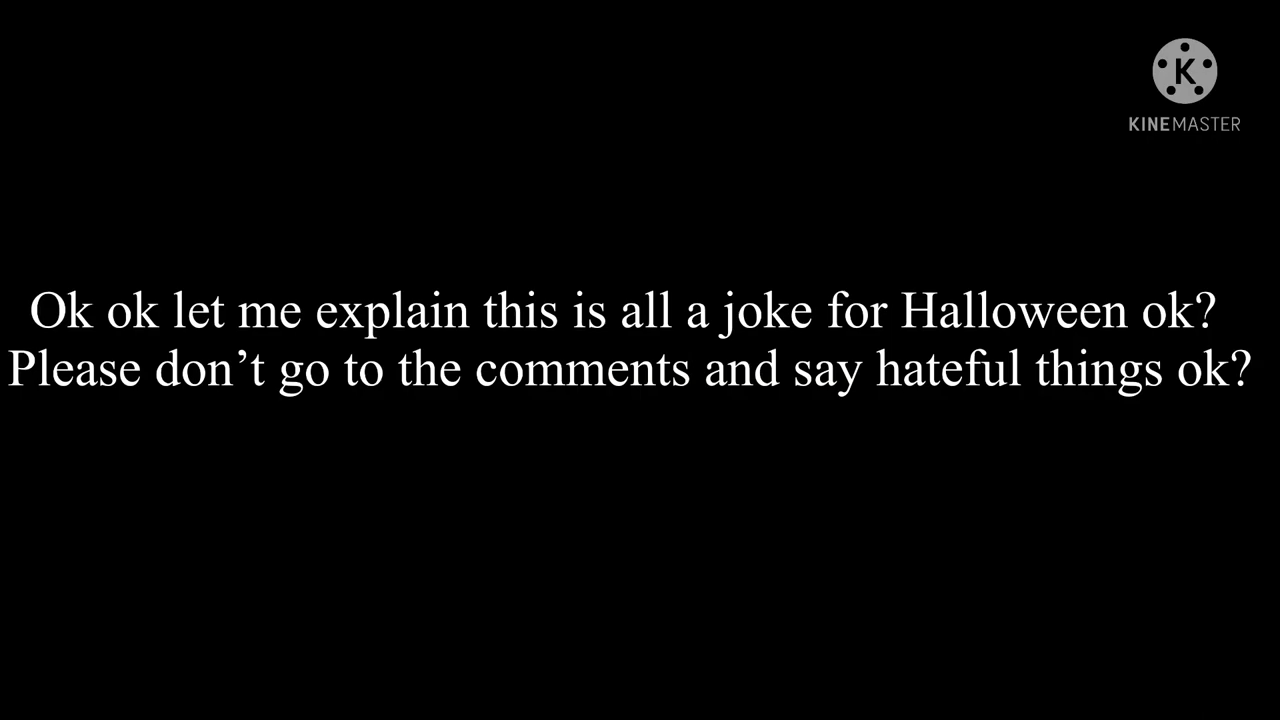 K
KINEMASTER
Ok ok let me explain this is all a joke for Halloween ok?
Please don’t go to the comments and say hateful things ok?